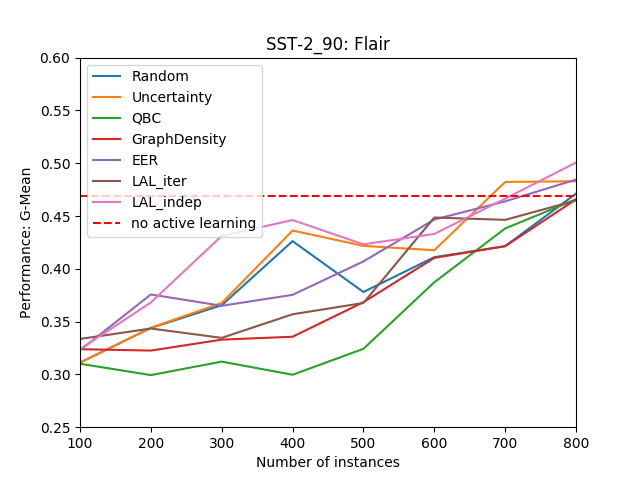 SST-2_90: Flair
0.60
0.55
0.50
0.45
0.40
0.35
0.30
0.25
Performance: G-Mean
Random
Uncertainty
QBC
GraphDensity
EER
LAL_iter
LAL_indep
no active learning
100 200 300 400 500 600 700 800
Number of instances